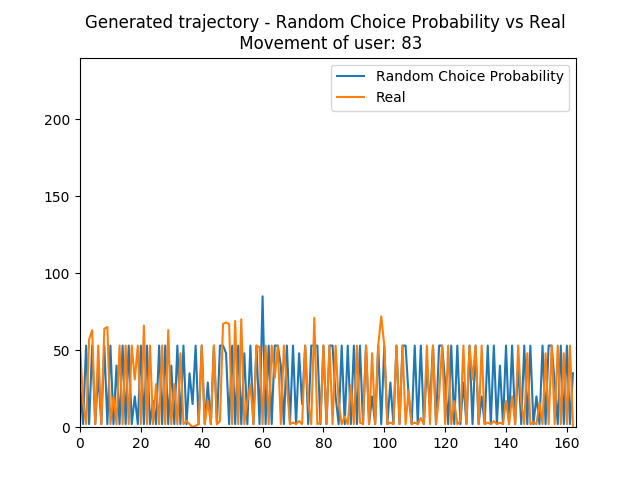 Generated trajectory - Random Choice Probability vs Real
Movement of user: 83
Random Choice Probability
Real
200
150
100
50
0
0 20 40 60 80 100 120 140 160